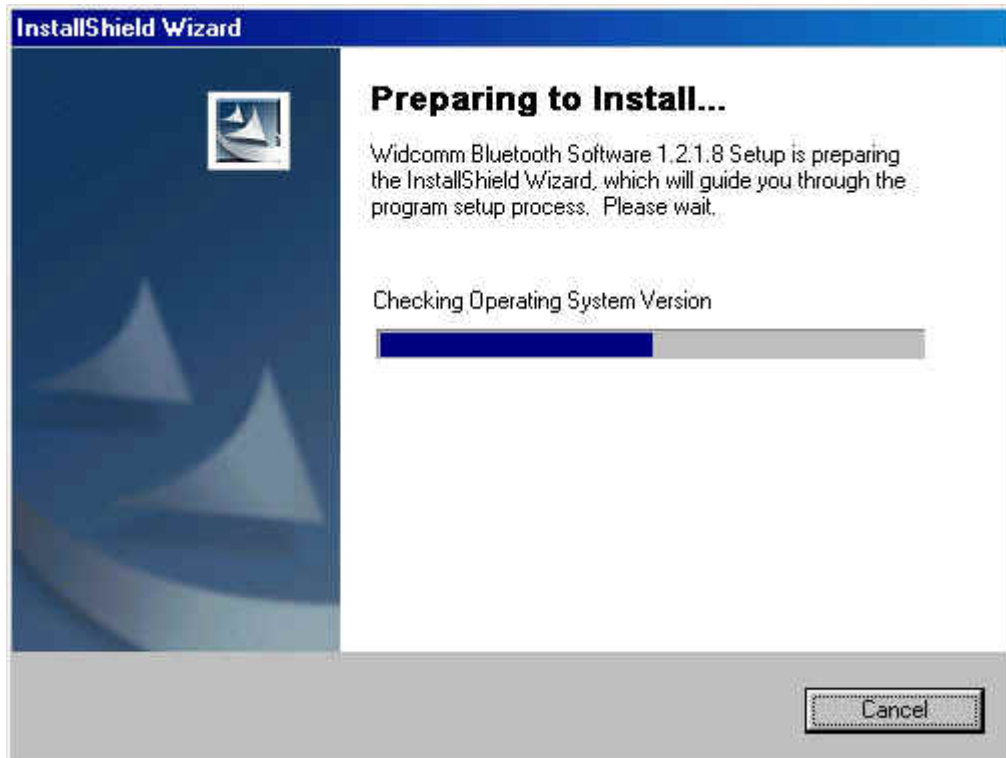 InstallShield Wizard
Preparing to Install...
Widcomm Bluetooth Software 1.2.1.8 Setup is preparing
the InstallShield Wizard, which will guide you through the
program setup process.  Please wait.
Checking Operating System Version
Cancel